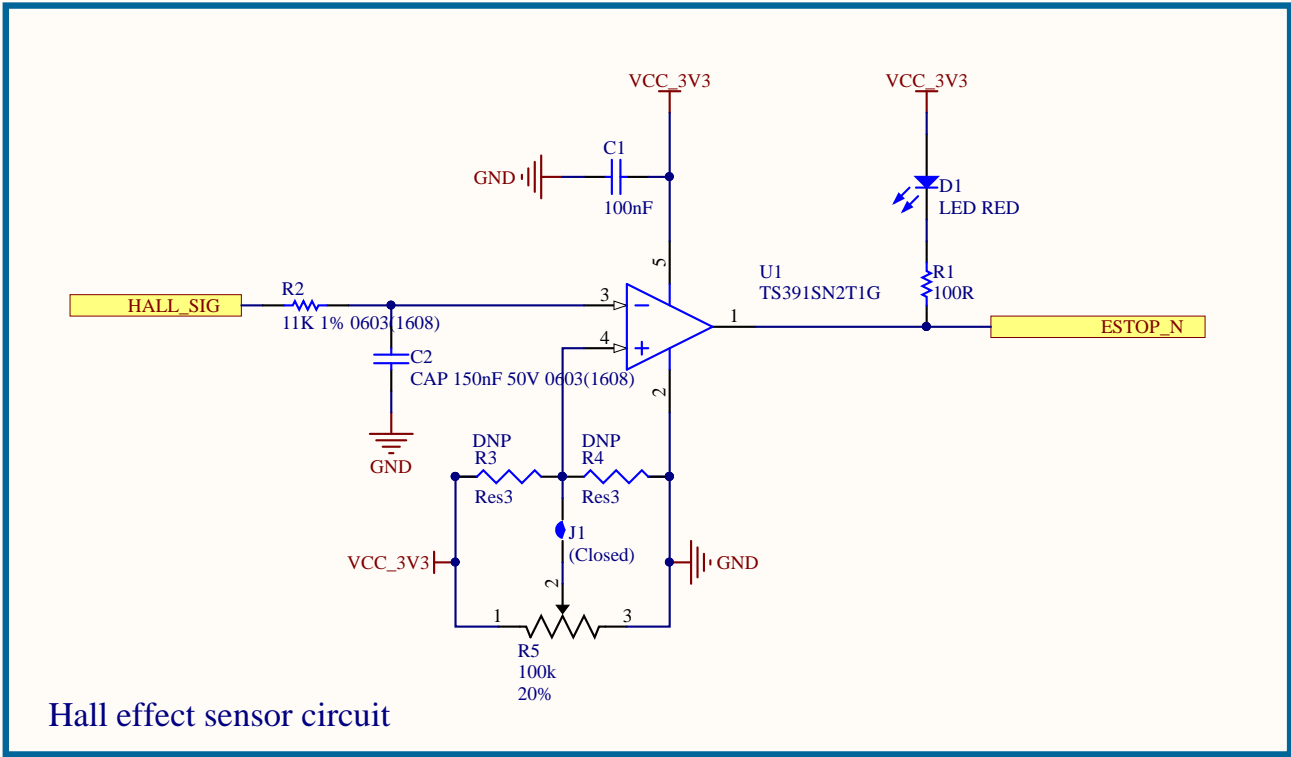 VCC_3V3
VCC_3V3
C1
GND
100nF
D1
LED RED
5
U1
TS391SN2T1G
R1
100R
HALL_SIG
R2
11K 1% 0603(1608)
3
1
ESTOP_N
4
C2
CAP 150nF 50V 0603(1608)
2
GND
DNP
R3
Res3
DNP
R4
Res3
J1
(Closed)
VCC_3V3
GND
2
1
3
R5
100k
20%
Hall effect sensor circuit